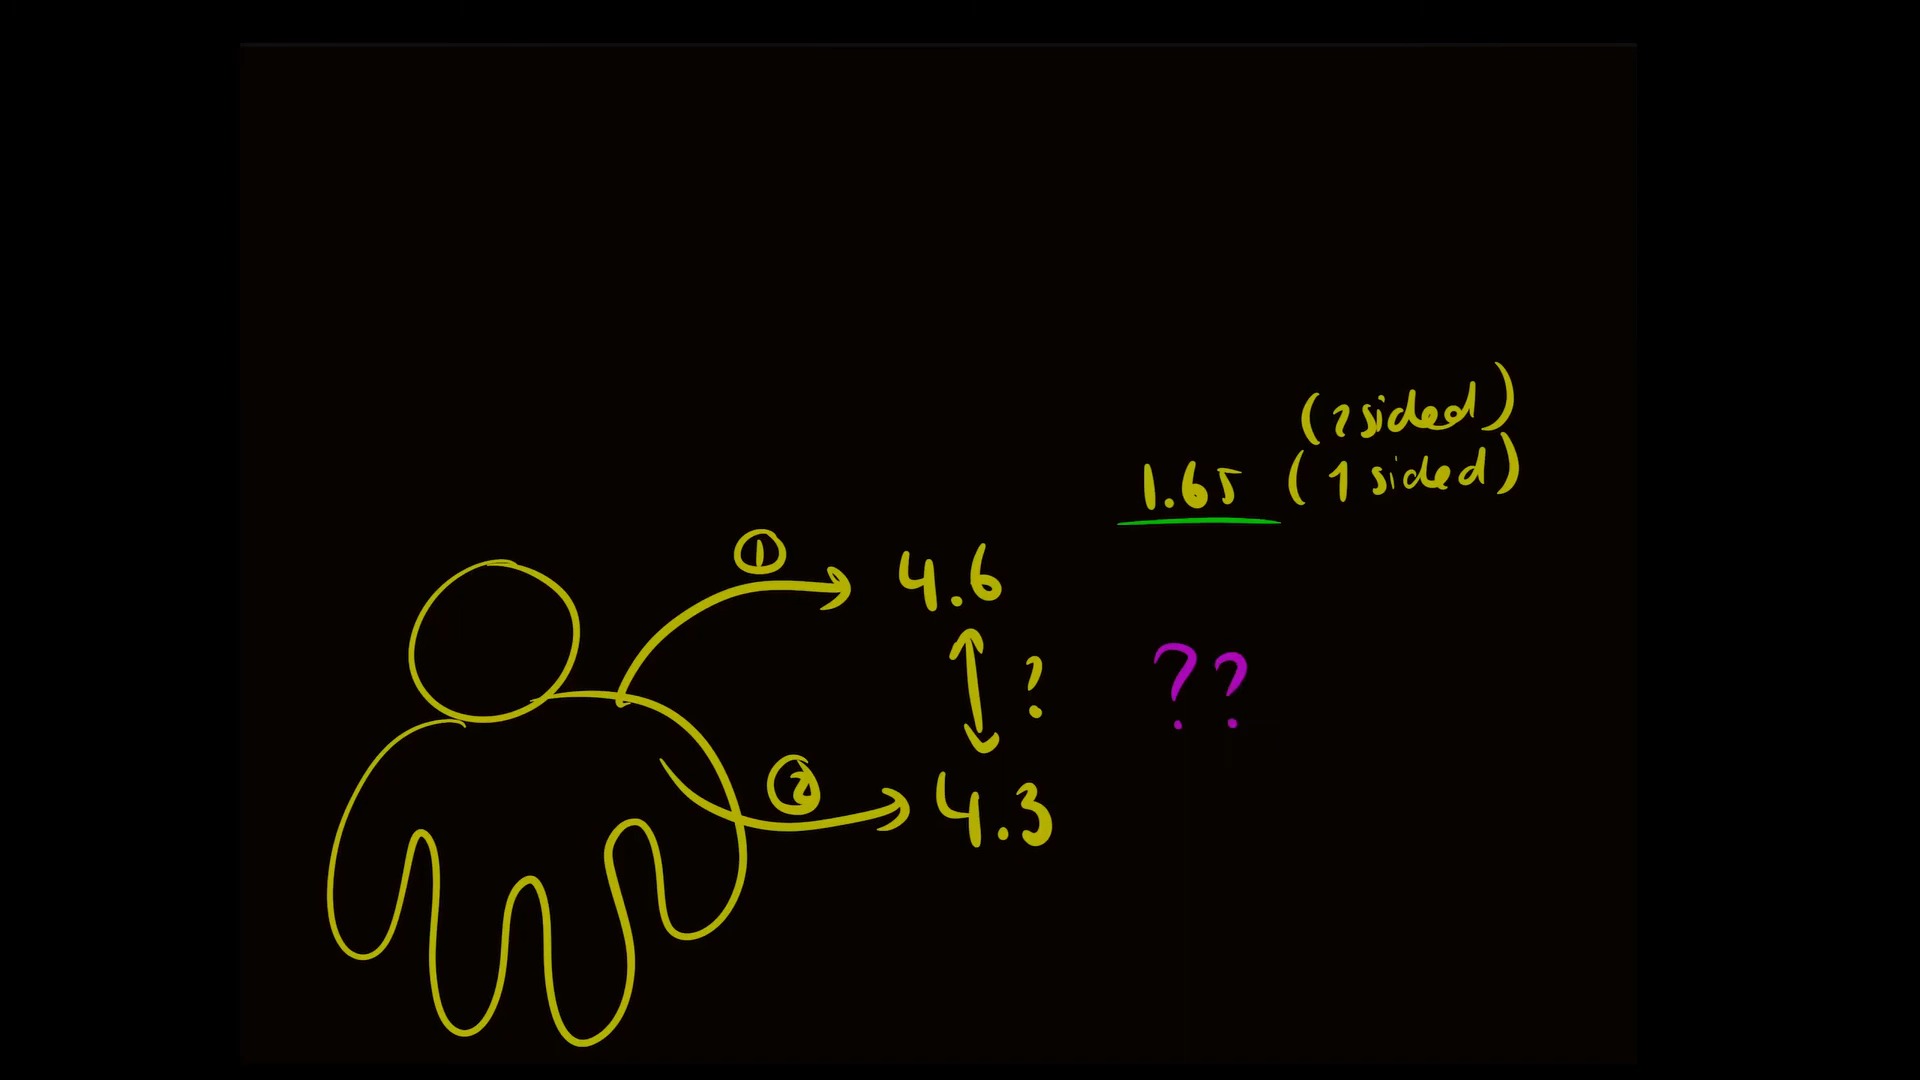 (2 sided)
1.65 (1 sided)
① 4.6
? ??
② 4.3